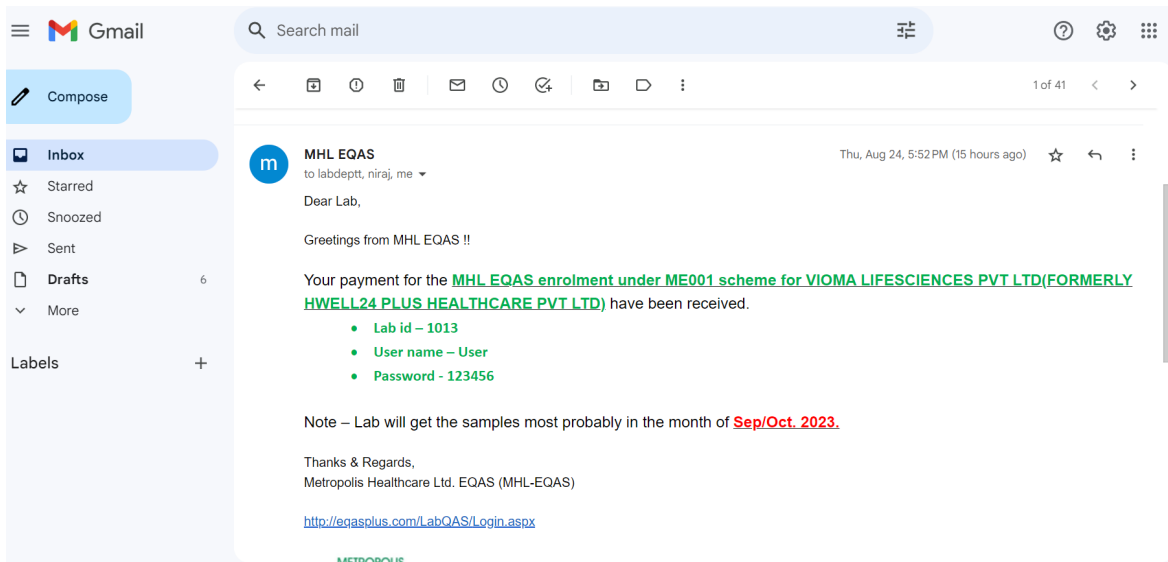 Gmail
Search mail
Compose
1 of 41
Inbox
Starred
Snoozed
Sent
Drafts 6
More
Labels
m
MHL EQAS
Thu, Aug 24, 5:52 PM (15 hours ago)
to labdeptt, niraj, me
Dear Lab,
Greetings from MHL EQAS !!
Your payment for the MHL EQAS enrolment under ME001 scheme for VIOMA LIFESCIENCES PVT LTD(FORMERLY
HWELL24 PLUS HEALTHCARE PVT LTD) have been received.
• Lab id – 1013
• User name – User
• Password - 123456
Note – Lab will get the samples most probably in the month of Sep/Oct. 2023.
Thanks & Regards,
Metropolis Healthcare Ltd. EQAS (MHL-EQAS)
http://eqasplus.com/LabQAS/Login.aspx
METROPOLIS